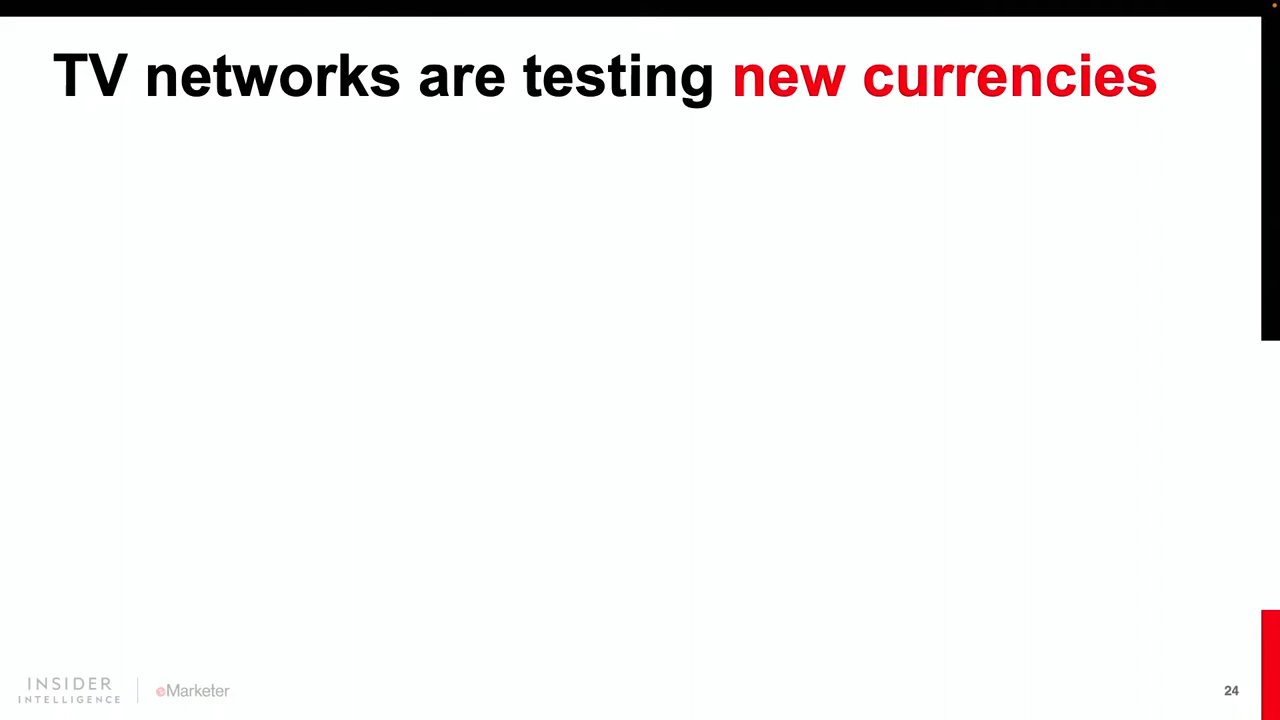 TV networks are testing new currencies
INSIDER
INTELLIGENCE
eMarketer
24